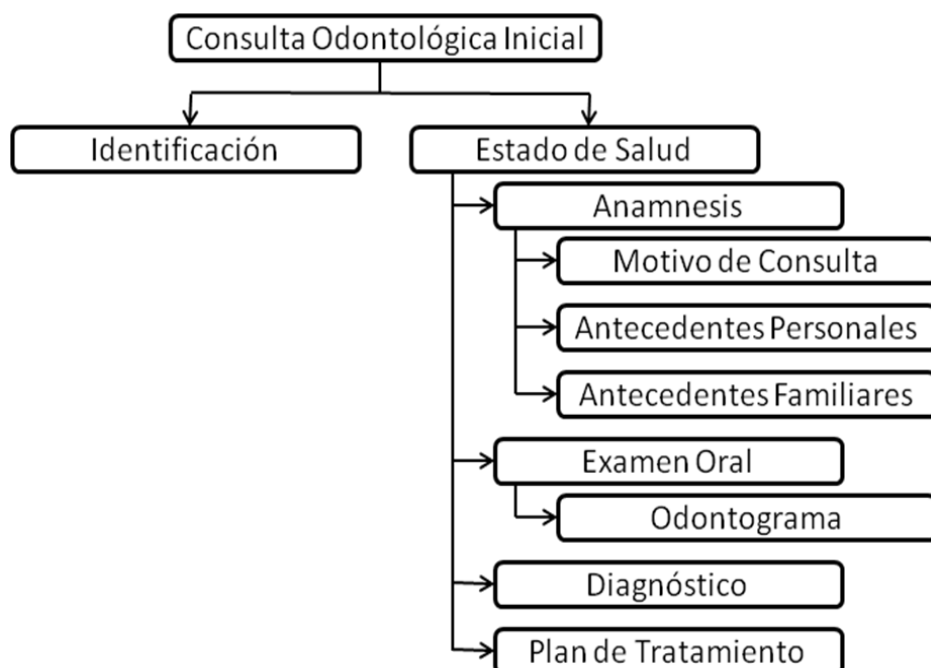 Consulta Odontológica Inicial
Identificación
Estado de Salud
Anamnesis
Motivo de Consulta
Antecedentes Personales
Antecedentes Familiares
Examen Oral
Odontograma
Diagnóstico
Plan de Tratamiento